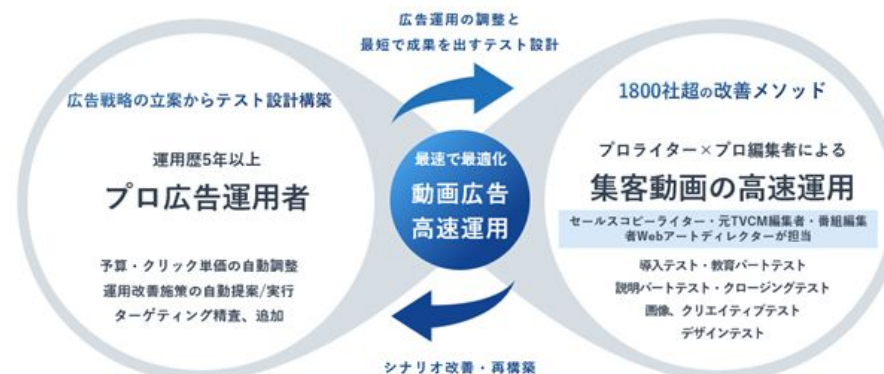 広告運用の調整と
最短で成果を出すテスト設計
広告戦略の立案からテスト設計構築
運用歴5年以上
プロ広告運用者
予算・クリック単価の自動調整
運用改善施策の自動提案/実行
ターゲティング精査、追加
最速で最適化
動画広告
高速運用
1800社超の改善メソッド
プロライター×プロ編集者による
集客動画の高速運用
セールスコピーライター・元TVCM編集者・番組編集
者Webアートディレクターが担当
導入テスト・教育パートテスト
説明パートテスト・クロージングテスト
画像、クリエイティブテスト
デザインテスト
シナリオ改善・再構築